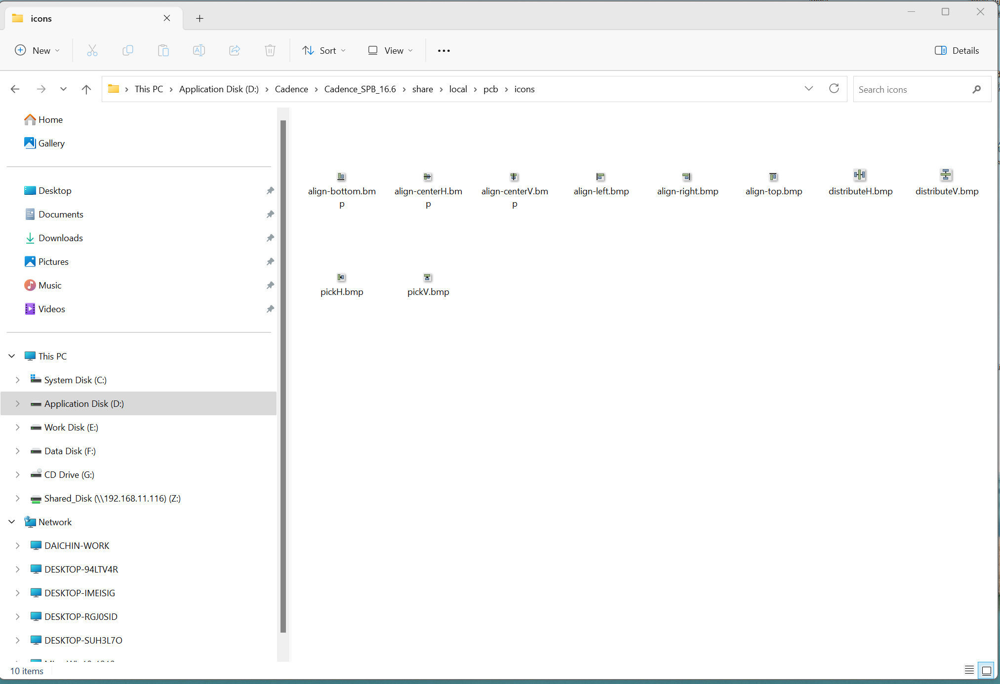 icons
New
Sort
View
Details
This PC
Application Disk (D:)
Cadence
Cadence_SPB_16.6
share
local
pcb
icons
Search icons
Home
Gallery
Desktop
Documents
Downloads
Pictures
Music
Videos
This PC
System Disk (C:)
Application Disk (D:)
Work Disk (E:)
Data Disk (F:)
CD Drive (G:)
Shared_Disk (\\192.168.11.116) (Z:)
Network
DAICHIN-WORK
DESKTOP-94LTV4R
DESKTOP-IMEISIG
DESKTOP-RGJ0SID
DESKTOP-SUH3L7O
align-bottom.bm
p
align-centerH.bm
p
align-centerV.bm
p
align-left.bmp
align-right.bmp
align-top.bmp
distributeH.bmp
distributeV.bmp
pickH.bmp
pickV.bmp
10 items